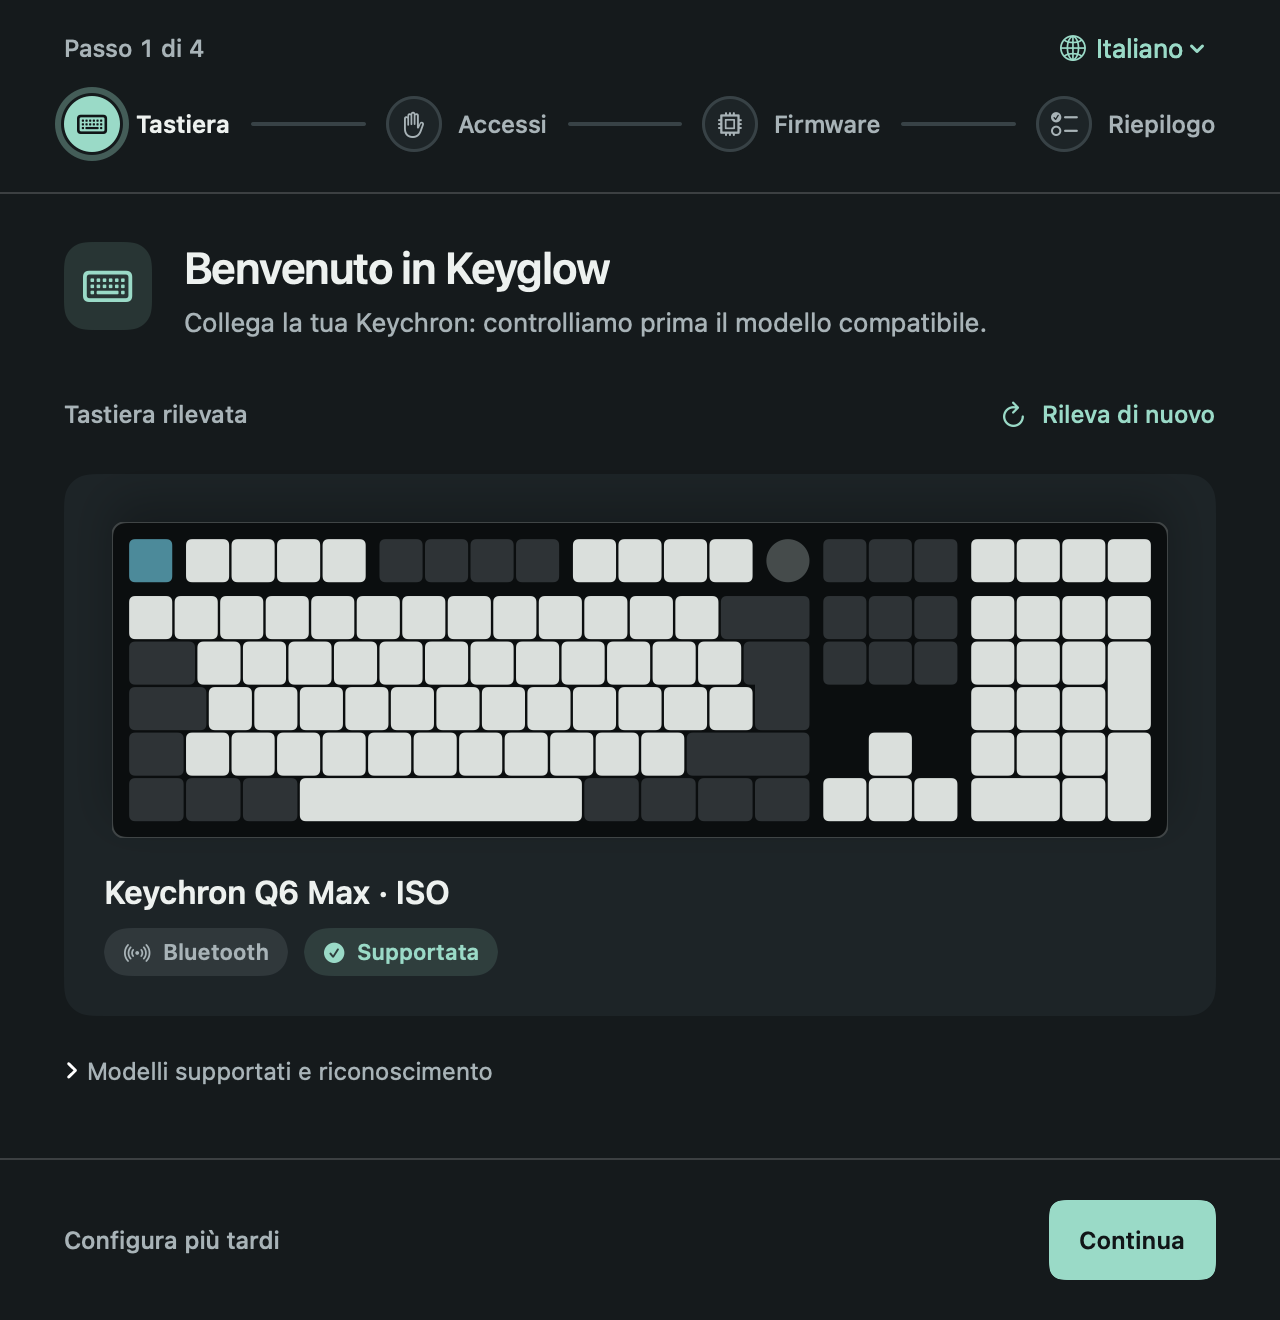 Passo 1 di 4
Italiano
Tastiera
Accessi
Firmware
Riepilogo
Benvenuto in Keyglow
Collega la tua Keychron: controlliamo prima il modello compatibile.
Tastiera rilevata
Rileva di nuovo
Keychron Q6 Max · ISO
Bluetooth
Supportata
Modelli supportati e riconoscimento
Configura più tardi
Continua